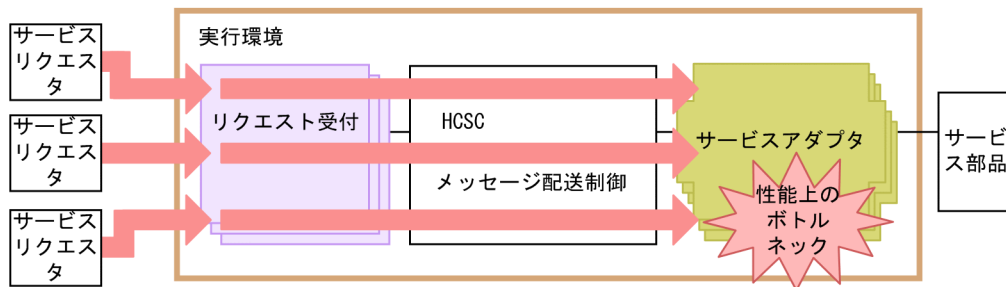 サービス
リクエス
タ
サービス
リクエス
タ
サービス
リクエス
タ
実行環境
リクエスト受付
HCSC
メッセージ配送制御
サービスアダプタ
性能上の
ボトル
ネック
サービ
ス部品